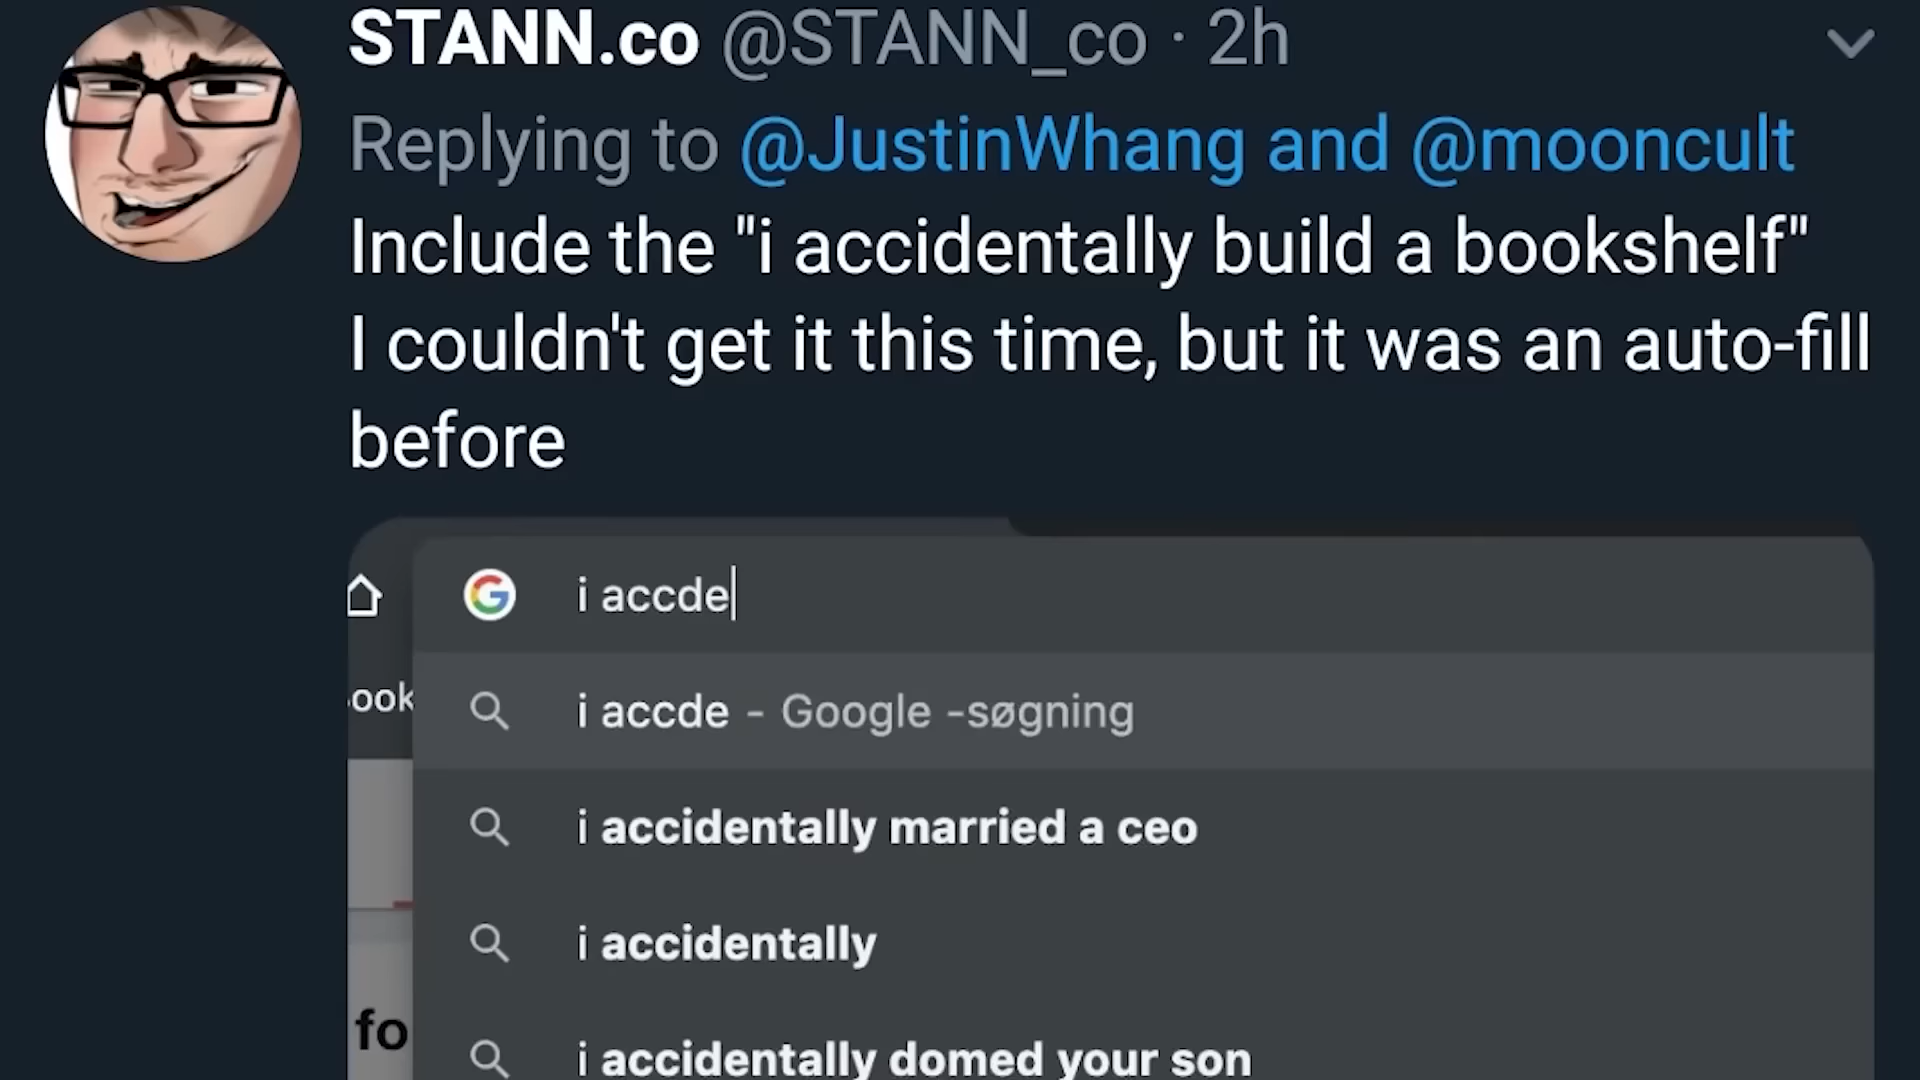 STANN.co @STANN_co · 2h
Replying to @JustinWhang and @mooncult
Include the "i accidentally build a bookshelf"
I couldn't get it this time, but it was an auto-fill
before
i accde
i accde - Google -søgning
ook
i accidentally married a ceo
i accidentally
fo
i accidentally domed your son